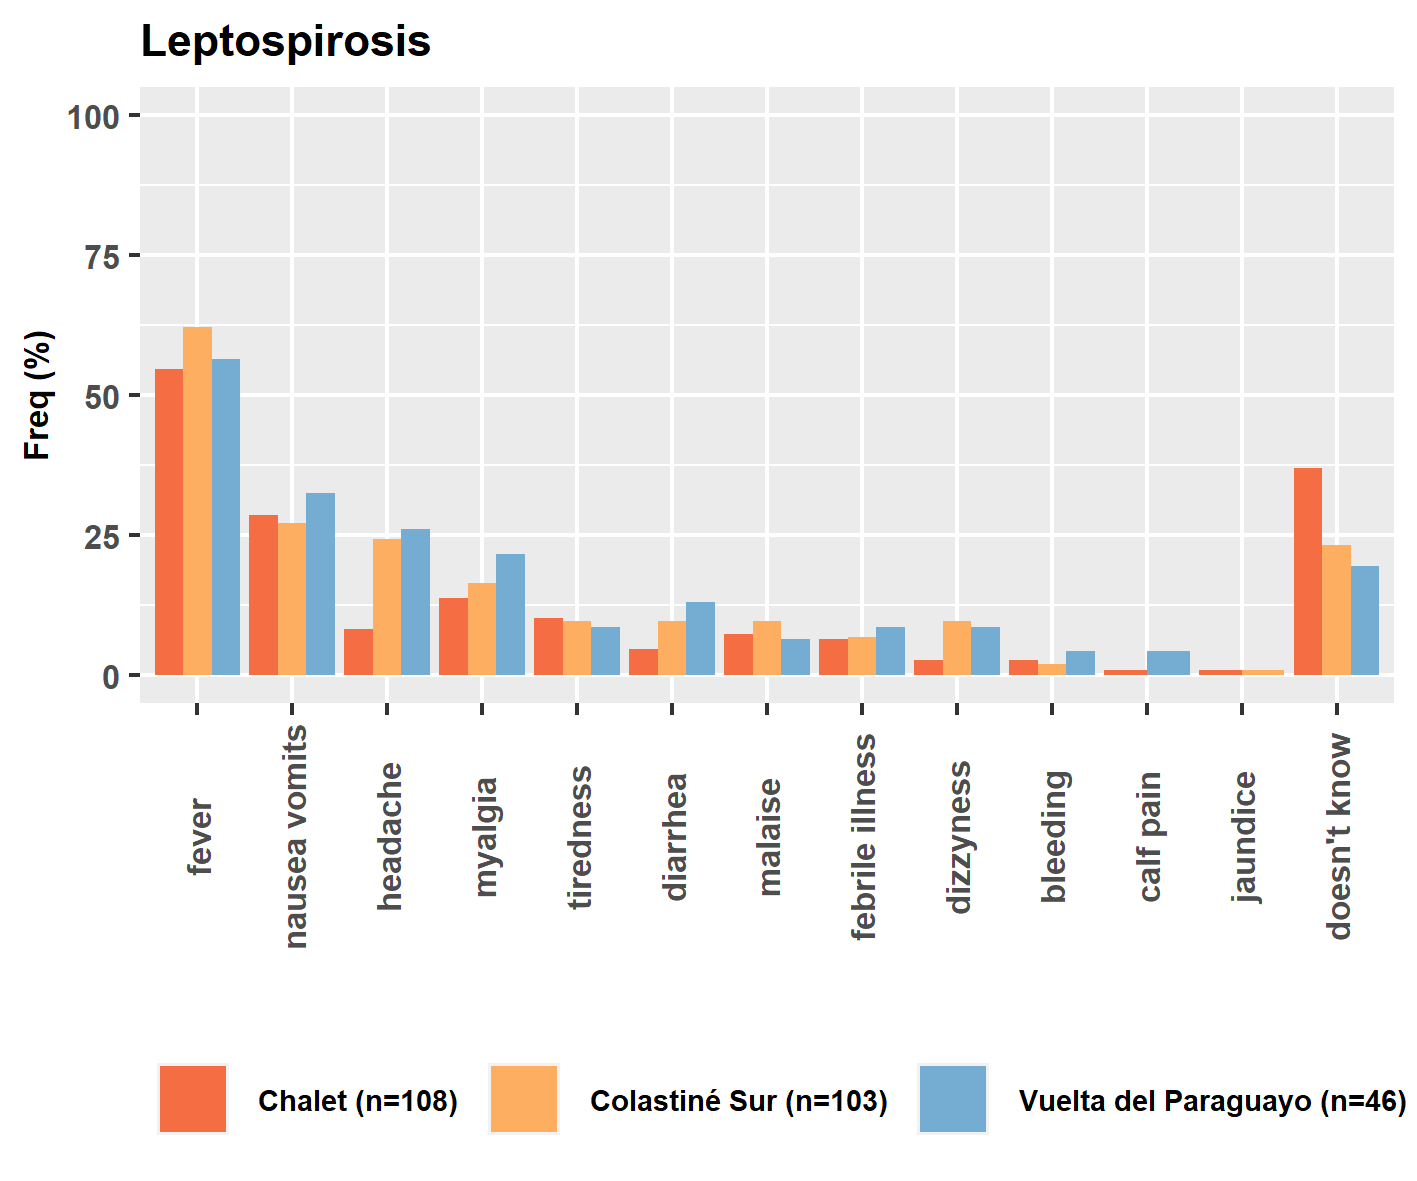 Leptospirosis
Freq (%)
100
75
50
25
0
fever
nausea vomits
headache
myalgia
tiredness
diarrhea
malaise
febrile illness
dizzyness
bleeding
calf pain
jaundice
doesn't know
Chalet (n=108)
Colastiné Sur (n=103)
Vuelta del Paraguayo (n=46)